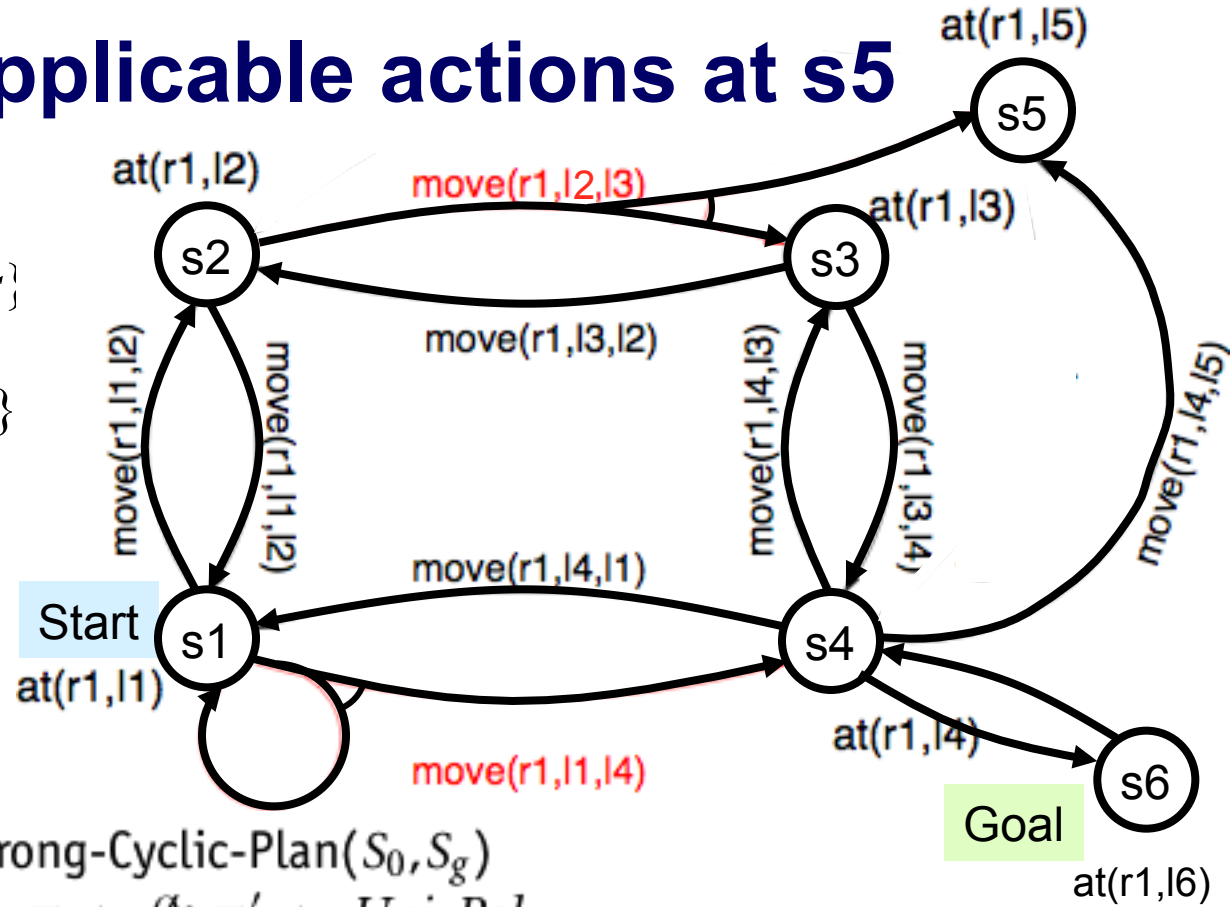 at(r1,l5)
pplicable actions at s5
s5
at(r1,l2)
move(r1,l2,l3)
at(r1,l3)
s2
s3
}
move(r1,l3,l2)
}
move(r1,l1,l2)
move(r1,l1,l2)
move(r1,l4,l3)
move(r1,l3,l4)
move(r1,l4,l5)
move(r1,l4,l1)
Start
s1
s4
at(r1,l1)
at(r1,l4)
move(r1,l1,l4)
s6
Goal
rong-Cyclic-Plan(S₀,S_g)
at(r1,l6)